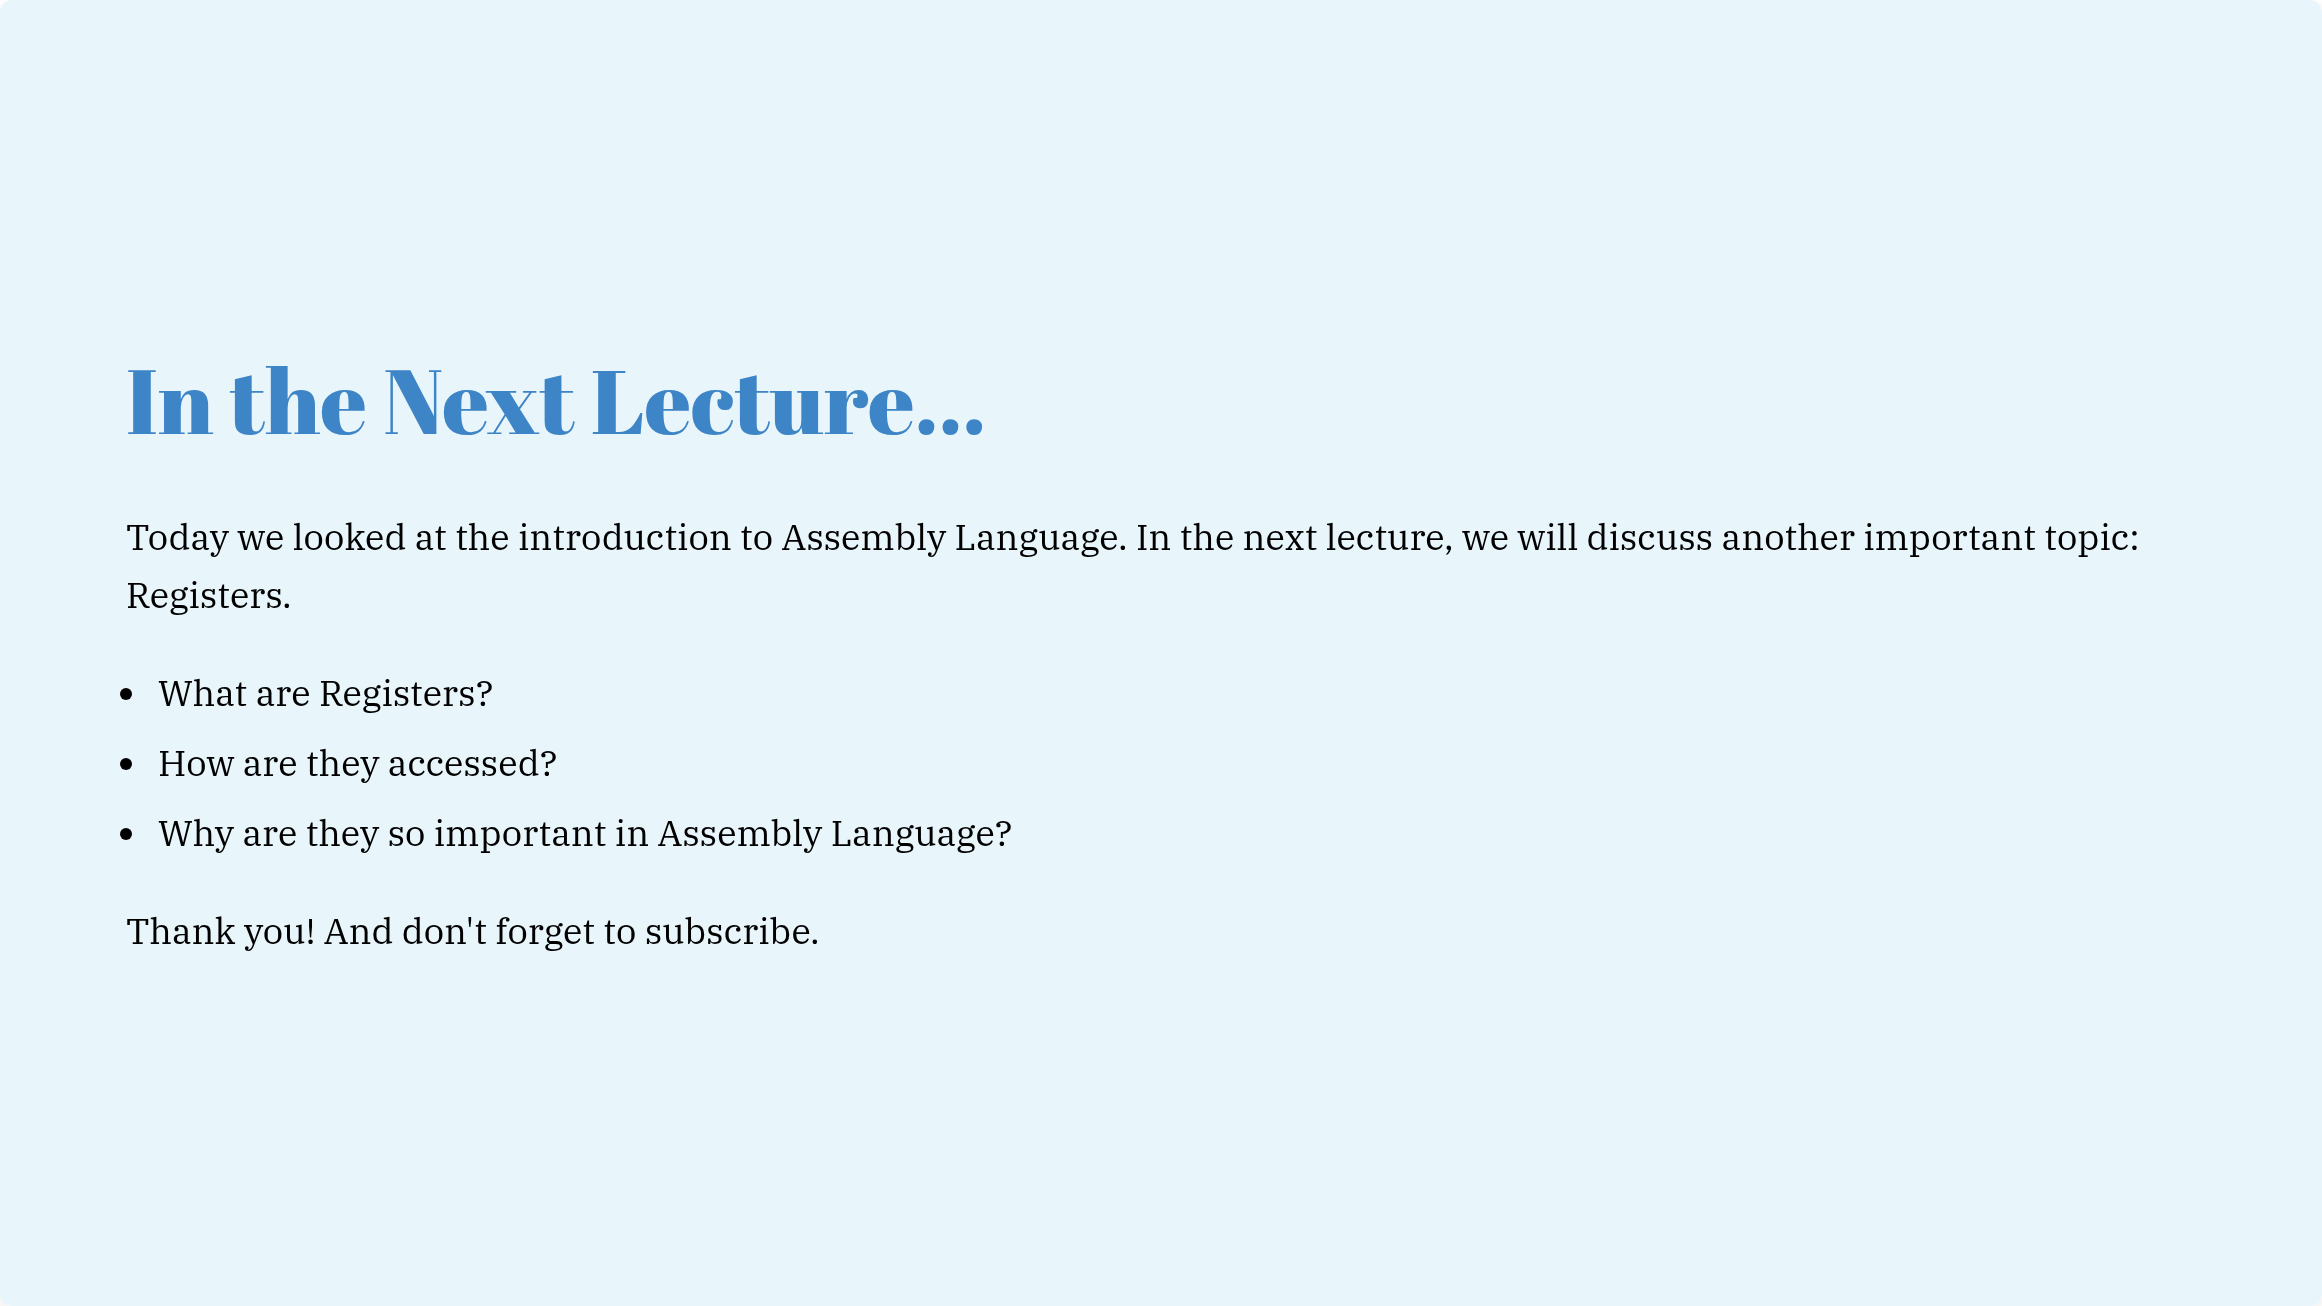 In the Next Lecture...
Today we looked at the introduction to Assembly Language. In the next lecture, we will discuss another important topic:
Registers.
• What are Registers?
• How are they accessed?
• Why are they so important in Assembly Language?
Thank you! And don't forget to subscribe.